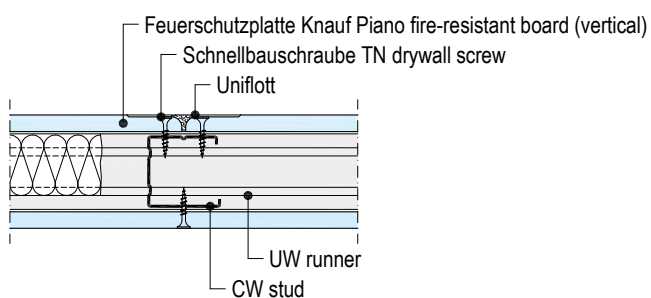 Feuerschutzplatte Knauf Piano fire-resistant board (vertical)
Schnellbauschraube TN drywall screw
Uniflott
UW runner
CW stud